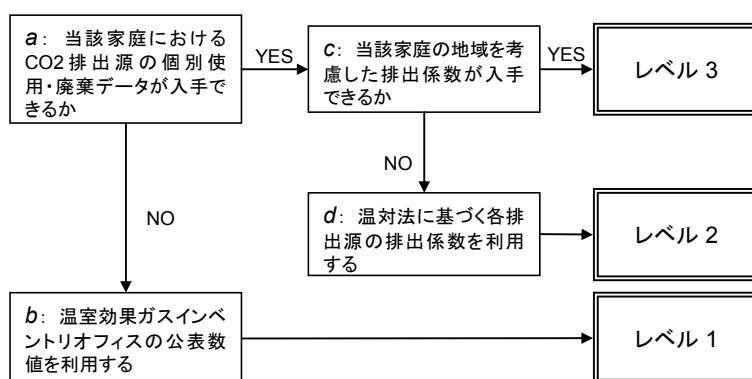 a: 当該家庭における
CO2排出源の個別使
用・廃棄データが入手で
きるか
YES
c: 当該家庭の地域を考
慮した排出係数が入手
できるか
YES
レベル 3
NO
NO
d: 温対法に基づく各排
出源の排出係数を利用
する
レベル 2
b: 温室効果ガスインベ
ントリオフィスの公表数
値を利用する
レベル 1